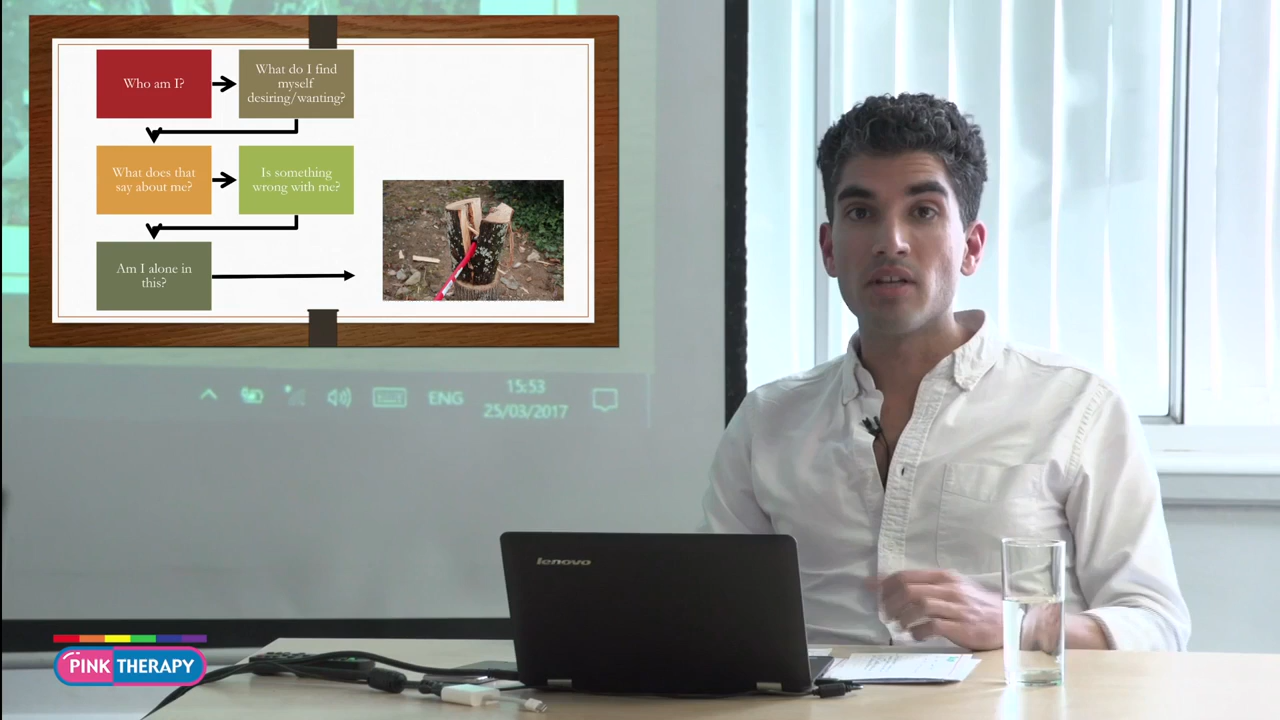 Who am I?
What do I find
myself
desiring/wanting?
What does that
say about me?
Is something
wrong with me?
Am I alone in
this?
ENG
15:53
25/03/2017
lenovo
PINK THERAPY